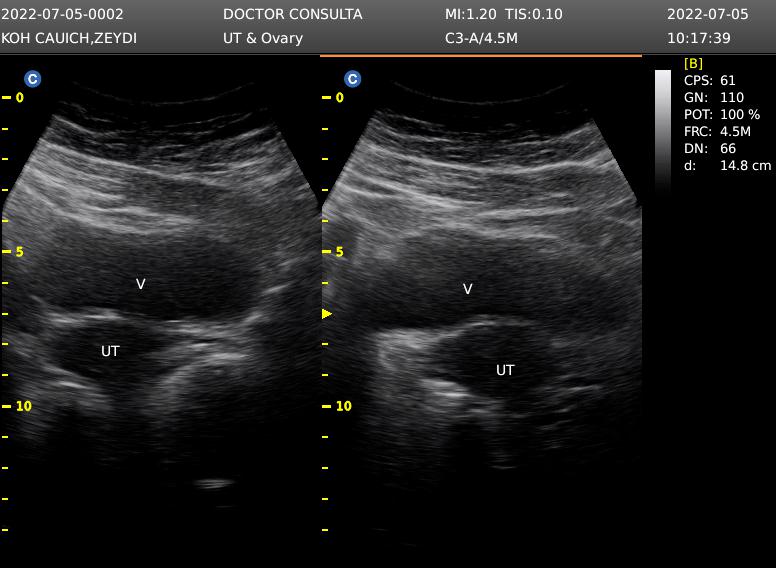 2022-07-05-0002 DOCTOR CONSULTA MI:1.20 TIS:0.10 2022-07-05
KOH CAUICH,ZEYDI UT & Ovary C3-A/4.5M 10:17:39
[B]
CPS: 61
GN: 110
POT: 100 %
FRC: 4.5M
DN: 66
d: 14.8 cm
C C
0 0
5 5
V V
UT UT
10 10